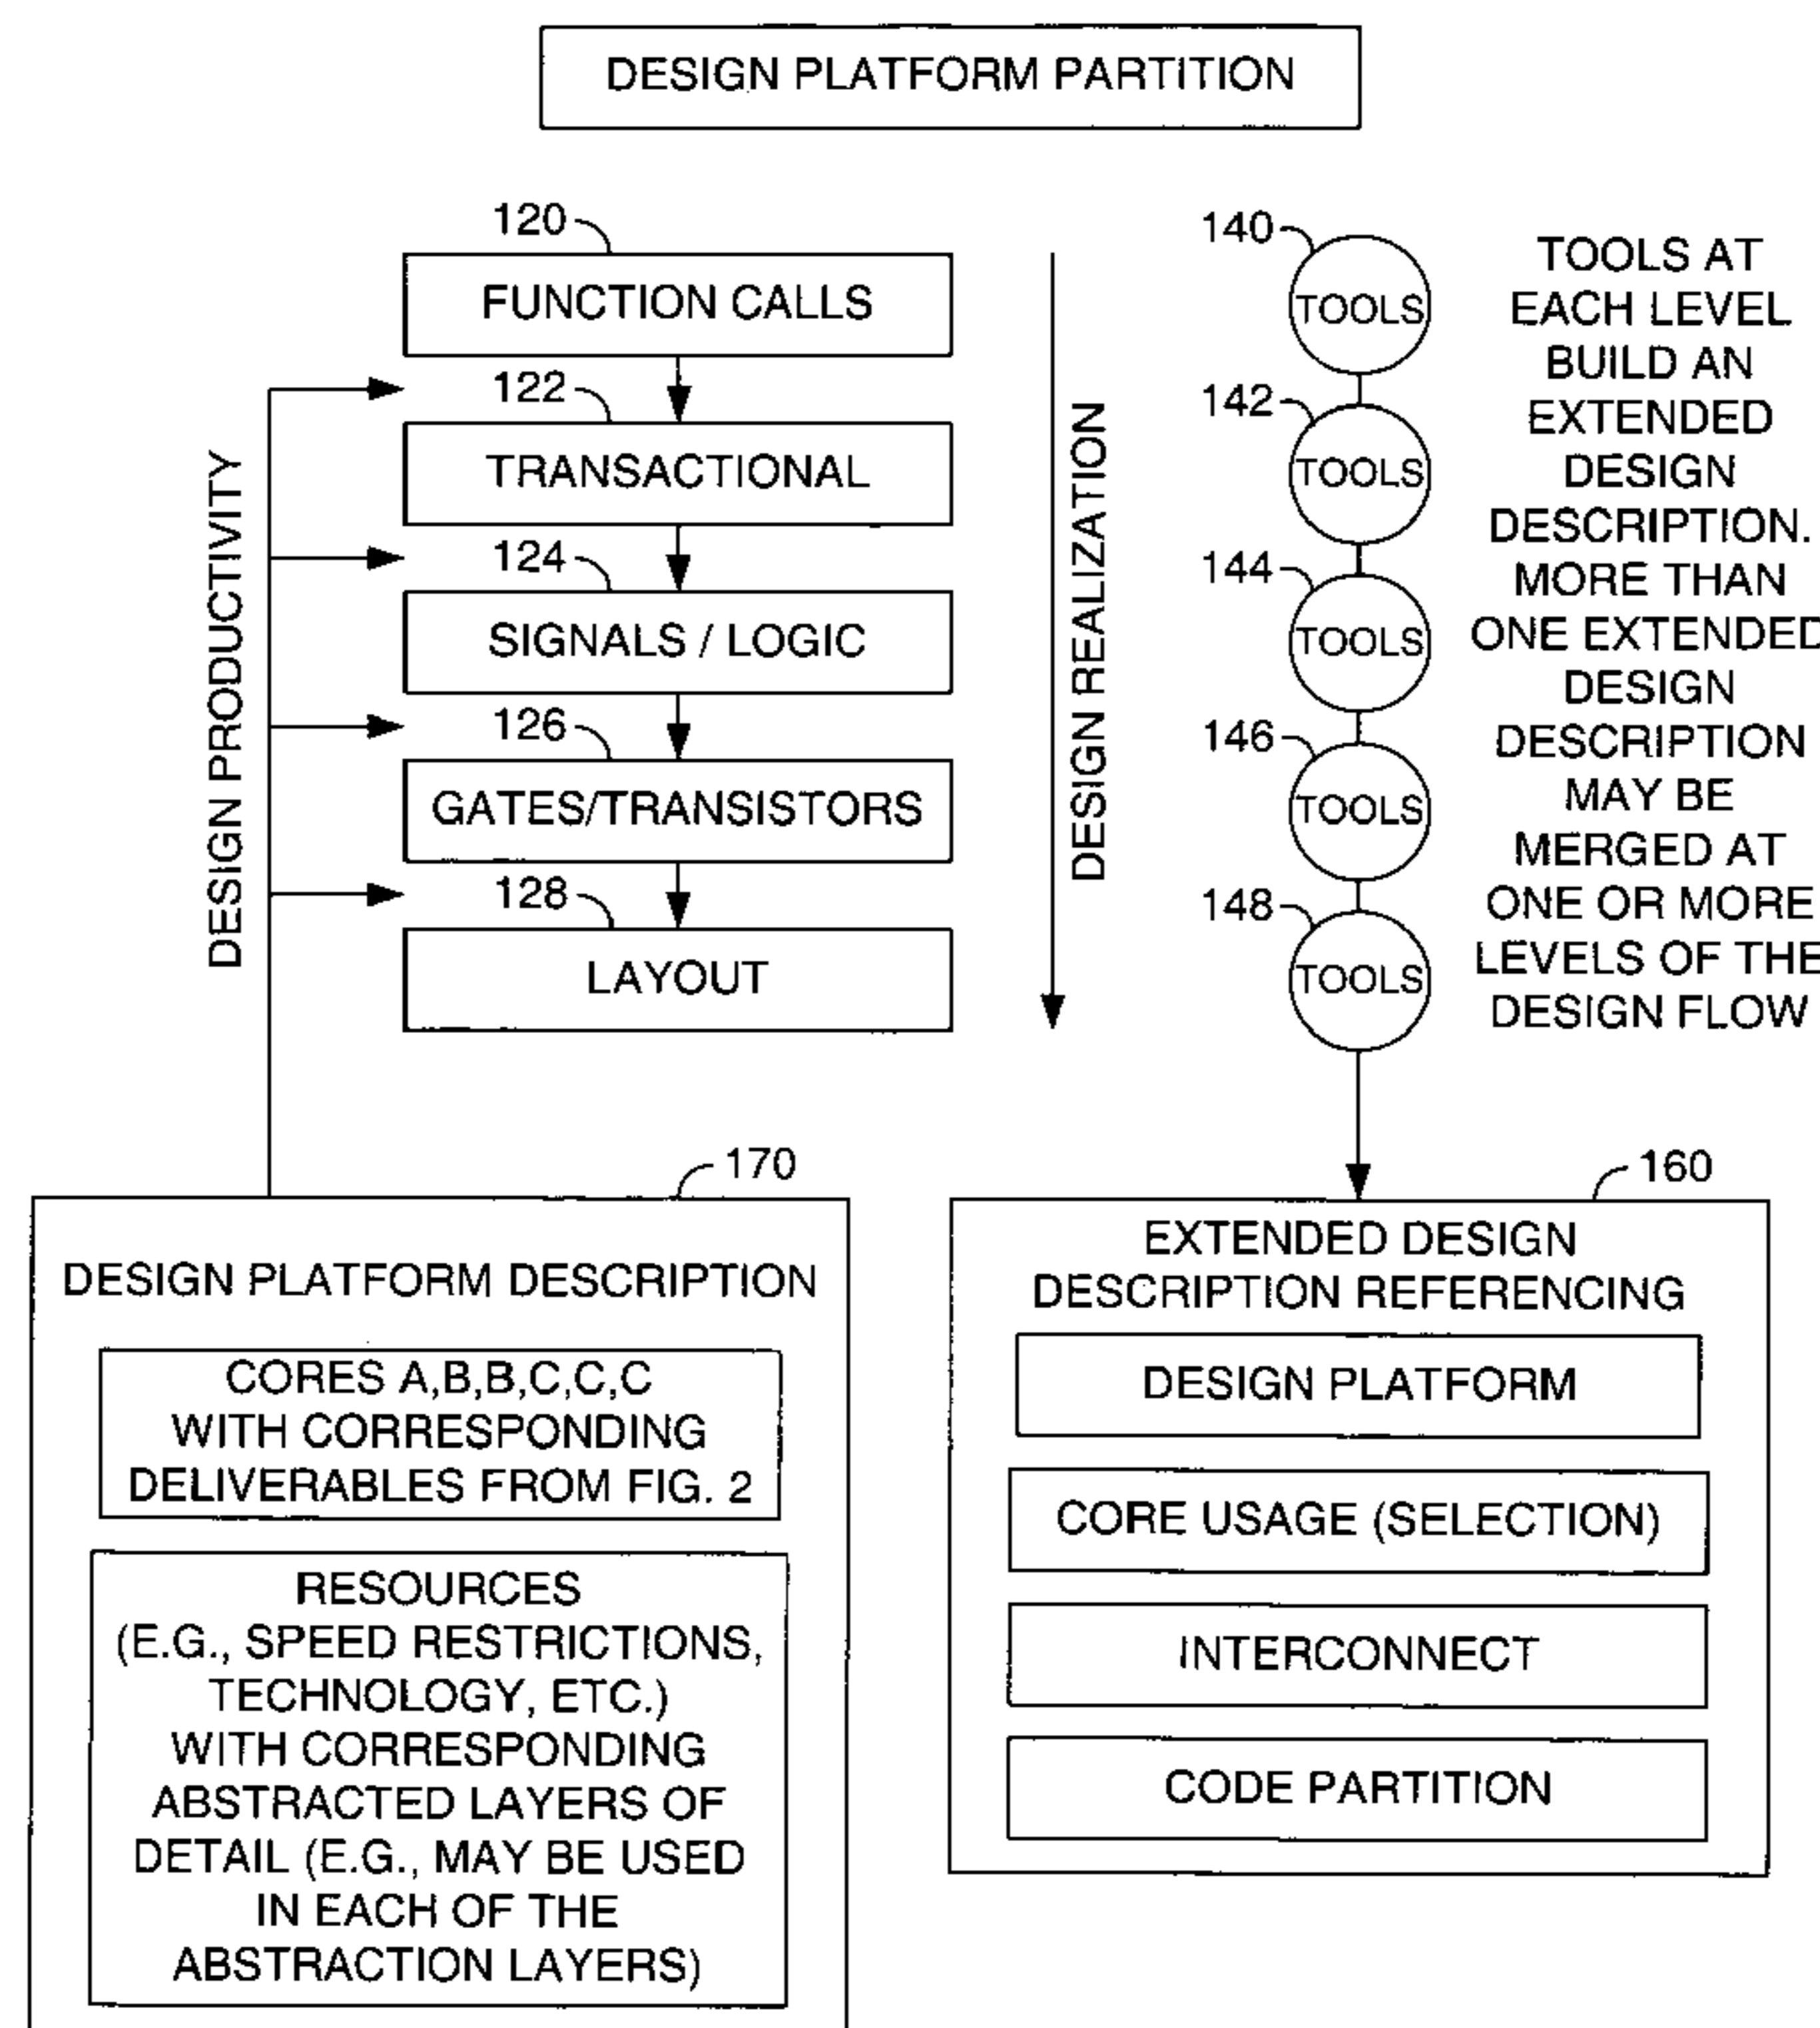 DESIGN PLATFORM PARTITION
120
FUNCTION CALLS
122
TRANSACTIONAL
124
SIGNALS / LOGIC
126
GATES/TRANSISTORS
128
LAYOUT
DESIGN PRODUCTIVITY
DESIGN REALIZATION
140
TOOLS
142
TOOLS
144
TOOLS
146
TOOLS
148
TOOLS
TOOLS AT
EACH LEVEL
BUILD AN
EXTENDED
DESIGN
DESCRIPTION.
MORE THAN
ONE EXTENDED
DESIGN
DESCRIPTION
MAY BE
MERGED AT
ONE OR MORE
LEVELS OF THE
DESIGN FLOW
170
DESIGN PLATFORM DESCRIPTION
CORES A,B,B,C,C,C
WITH CORRESPONDING
DELIVERABLES FROM FIG. 2
RESOURCES
(E.G., SPEED RESTRICTIONS,
TECHNOLOGY, ETC.)
WITH CORRESPONDING
ABSTRACTED LAYERS OF
DETAIL (E.G., MAY BE USED
IN EACH OF THE
ABSTRACTION LAYERS)
160
EXTENDED DESIGN
DESCRIPTION REFERENCING
DESIGN PLATFORM
CORE USAGE (SELECTION)
INTERCONNECT
CODE PARTITION